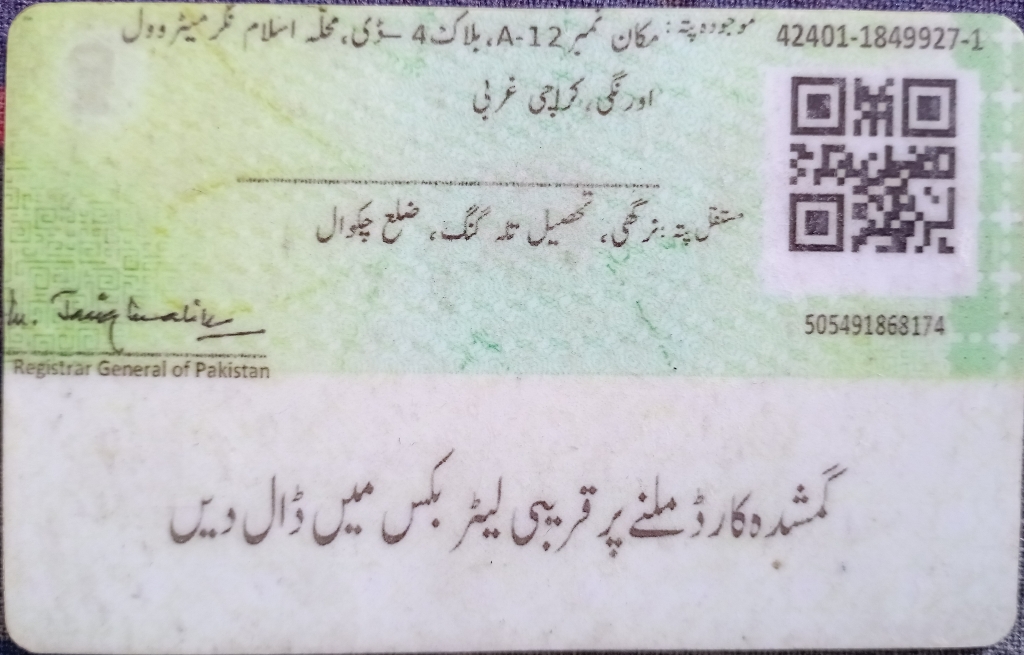 موجودہ پتہ: مکان نمبر A-12، بلاک 4 ڈی، محلہ اسلام نگر میٹروول
اورنگی، کراچی غربی
42401-1849927-1
مستقل پتہ: نرگھی، تحصیل تلہ گنگ، ضلع چکوال
505491868174
Registrar General of Pakistan
گمشدہ کارڈ ملنے پر قریبی لیٹر بکس میں ڈال دیں